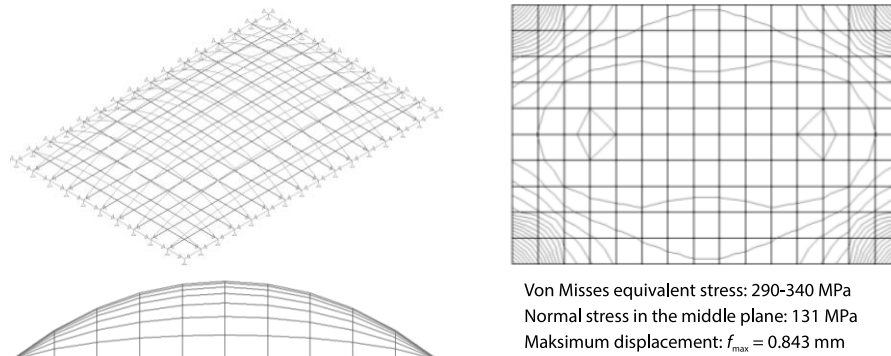 Von Misses equivalent stress: 290-340 MPa
Normal stress in the middle plane: 131 MPa
Maksimum displacement: fmax = 0.843 mm